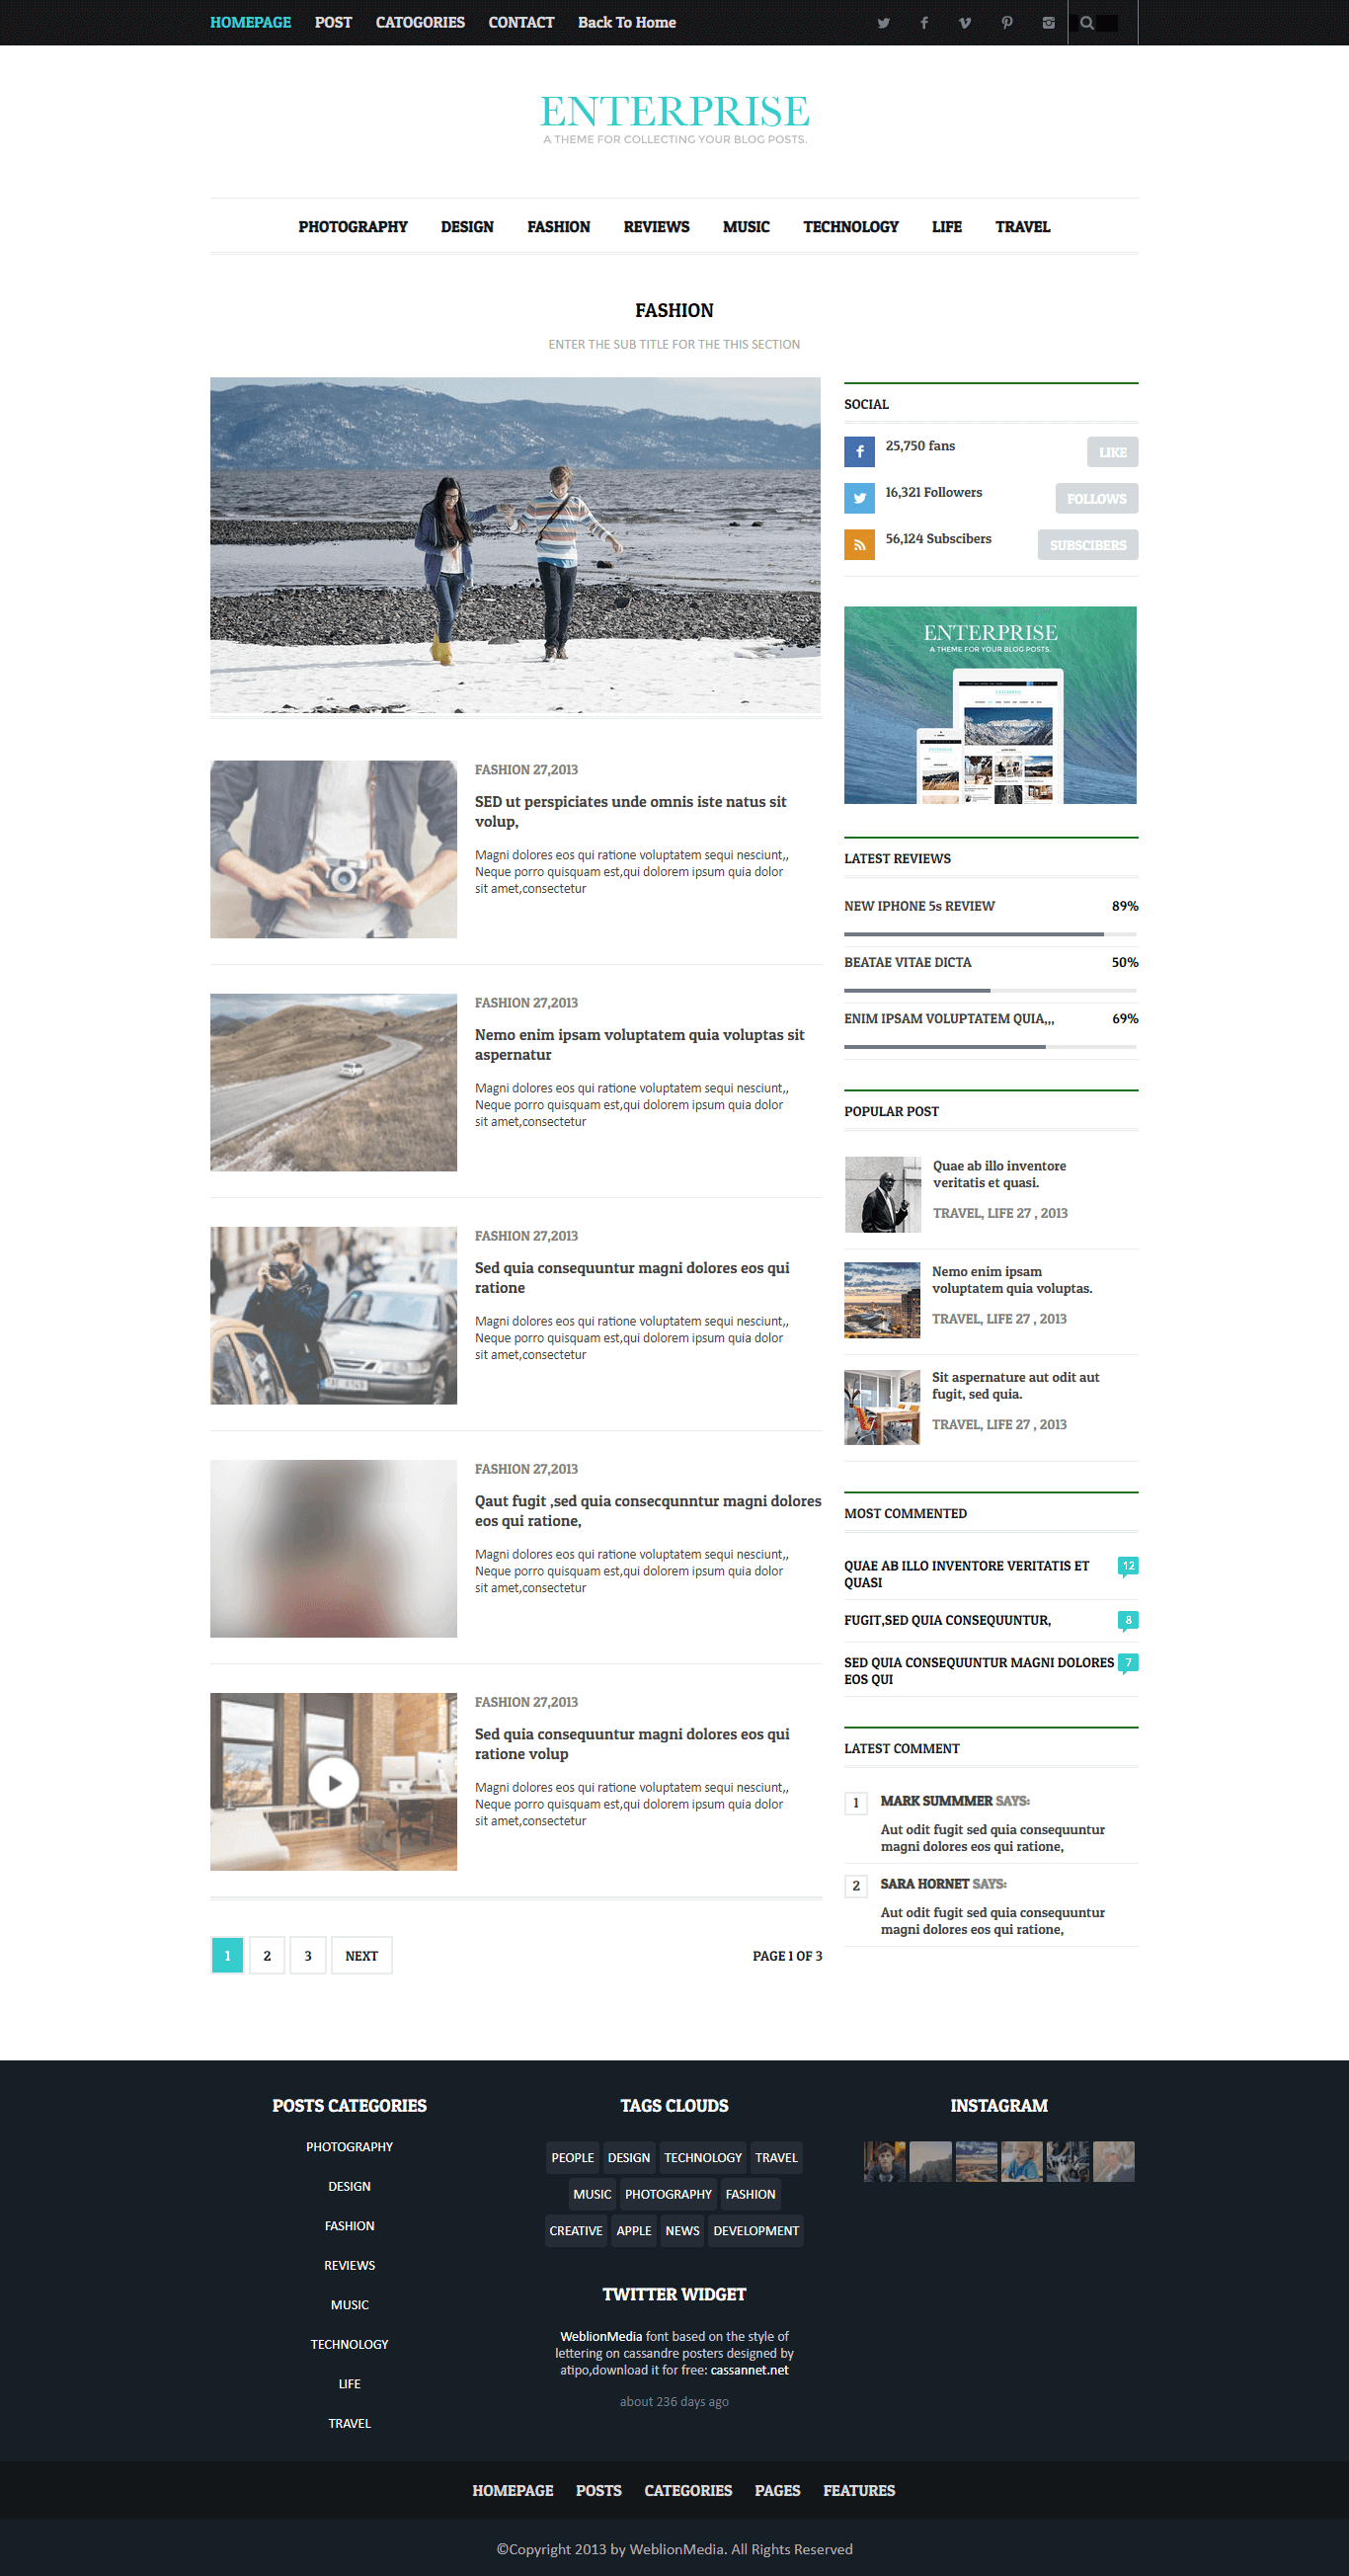 HOMEPAGE POST CATOGORIES CONTACT Back To Home
ENTERPRISE
A THEME FOR COLLECTING YOUR BLOG POSTS.
PHOTOGRAPHY DESIGN FASHION REVIEWS MUSIC TECHNOLOGY LIFE TRAVEL
FASHION
ENTER THE SUB TITLE FOR THE THIS SECTION
FASHION 27,2013
SED ut perspiciates unde omnis iste natus sit
volup,
Magni dolores eos qui ratione voluptatem sequi nesciunt,,
Neque porro quisquam est,qui dolorem ipsum quia dolor
sit amet,consectetur
FASHION 27,2013
Nemo enim ipsam voluptatem quia voluptas sit
aspernatur
Magni dolores eos qui ratione voluptatem sequi nesciunt,,
Neque porro quisquam est,qui dolorem ipsum quia dolor
sit amet,consectetur
FASHION 27,2013
Sed quia consequuntur magni dolores eos qui
ratione
Magni dolores eos qui ratione voluptatem sequi nesciunt,,
Neque porro quisquam est,qui dolorem ipsum quia dolor
sit amet,consectetur
FASHION 27,2013
Qaut fugit ,sed quia consecqunntur magni dolores
eos qui ratione,
Magni dolores eos qui ratione voluptatem sequi nesciunt,,
Neque porro quisquam est,qui dolorem ipsum quia dolor
sit amet,consectetur
FASHION 27,2013
Sed quia consequuntur magni dolores eos qui
ratione volup
Magni dolores eos qui ratione voluptatem sequi nesciunt,,
Neque porro quisquam est,qui dolorem ipsum quia dolor
sit amet,consectetur
1 2 3 NEXT PAGE 1 OF 3
SOCIAL
25,750 fans LIKE
16,321 Followers FOLLOWS
56,124 Subscibers SUBSCIBERS
ENTERPRISE
A THEME FOR YOUR BLOG POSTS.
LATEST REVIEWS
NEW IPHONE 5s REVIEW 89%
BEATAE VITAE DICTA 50%
ENIM IPSAM VOLUPTATEM QUIA,,, 69%
POPULAR POST
Quae ab illo inventore
veritatis et quasi.
TRAVEL, LIFE 27 , 2013
Nemo enim ipsam
voluptatem quia voluptas.
TRAVEL, LIFE 27 , 2013
Sit aspernature aut odit aut
fugit, sed quia.
TRAVEL, LIFE 27 , 2013
MOST COMMENTED
QUAE AB ILLO INVENTORE VERITATIS ET 12
QUASI
FUGIT,SED QUIA CONSEQUUNTUR, 8
SED QUIA CONSEQUUNTUR MAGNI DOLORES 7
EOS QUI
LATEST COMMENT
1 MARK SUMMMER SAYS:
Aut odit fugit sed quia consequuntur
magni dolores eos qui ratione,
2 SARA HORNET SAYS:
Aut odit fugit sed quia consequuntur
magni dolores eos qui ratione,
POSTS CATEGORIES
PHOTOGRAPHY
DESIGN
FASHION
REVIEWS
MUSIC
TECHNOLOGY
LIFE
TRAVEL
TAGS CLOUDS
PEOPLE DESIGN TECHNOLOGY TRAVEL
MUSIC PHOTOGRAPHY FASHION
CREATIVE APPLE NEWS DEVELOPMENT
TWITTER WIDGET
WeblionMedia font based on the style of
lettering on cassandre posters designed by
atipo,download it for free: cassannet.net
about 236 days ago
INSTAGRAM
HOMEPAGE POSTS CATEGORIES PAGES FEATURES
©Copyright 2013 by WeblionMedia. All Rights Reserved